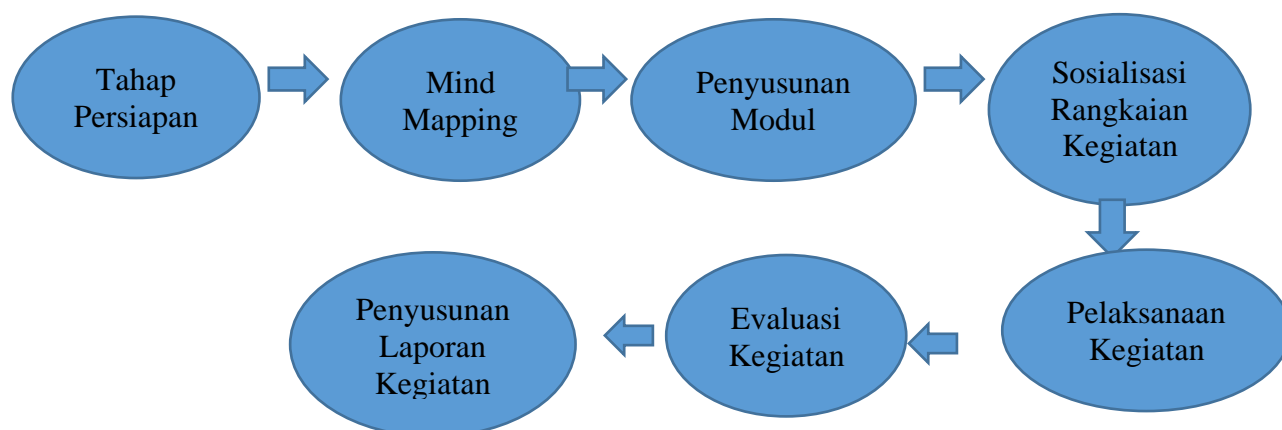 Tahap
Persiapan
Mind
Mapping
Penyusunan
Modul
Sosialisasi
Rangkaian
Kegiatan
Pelaksanaan
Kegiatan
Evaluasi
Kegiatan
Penyusunan
Laporan
Kegiatan